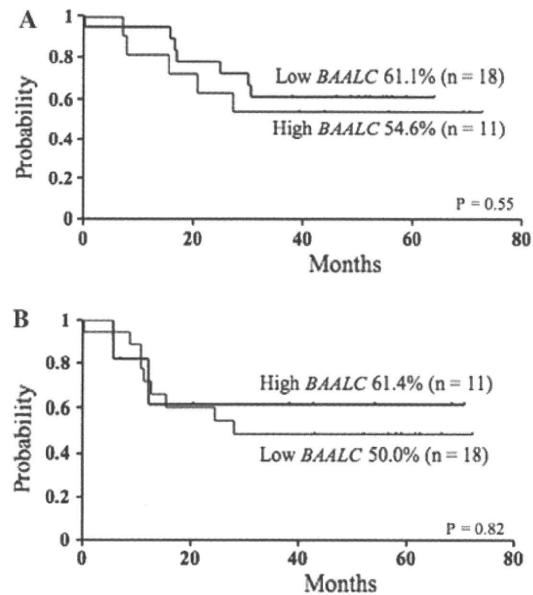 A
Probability
1
0.8
0.6
0.4
0.2
0
Low BAALC 61.1% (n = 18)
High BAALC 54.6% (n = 11)
P = 0.55
0 20 40 60 80
Months
B
Probability
1
0.8
0.6
0.4
0.2
0
High BAALC 61.4% (n = 11)
Low BAALC 50.0% (n = 18)
P = 0.82
0 20 40 60 80
Months